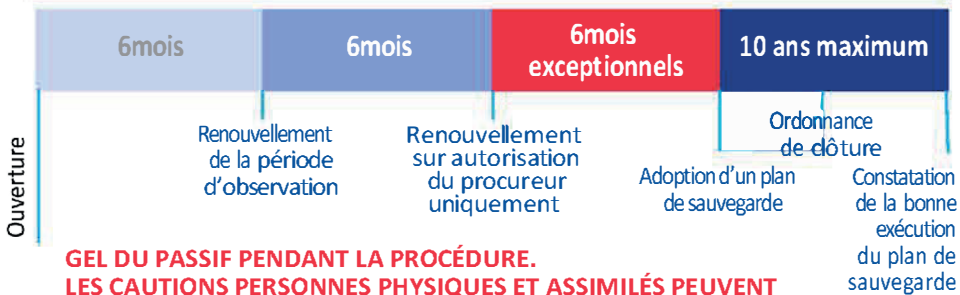 6mois
6mois
6mois
exceptionnels
10 ans maximum
Ouverture
Renouvellement
de la période
d'observation
Renouvellement
sur autorisation
du procureur
uniquement
Adoption d'un plan
de sauvegarde
Ordonnance
de clôture
Constatation
de la bonne
exécution
du plan de
sauvegarde
GEL DU PASSIF PENDANT LA PROCÉDURE.
LES CAUTIONS PERSONNES PHYSIQUES ET ASSIMILÉS PEUVENT